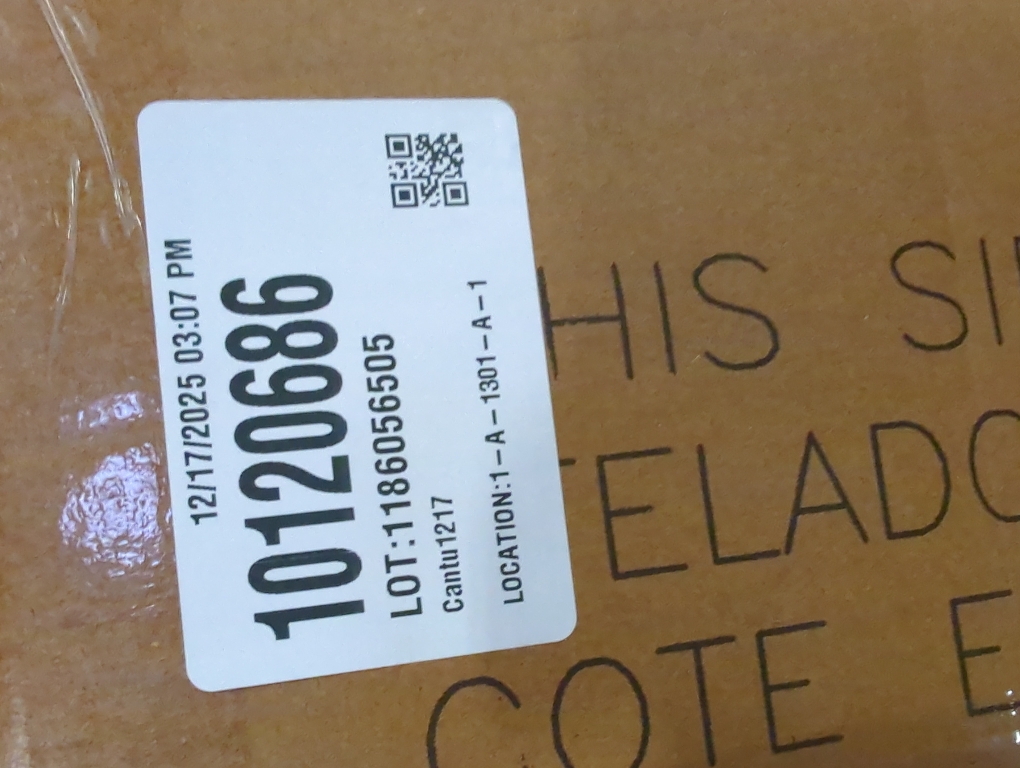 12/17/2025 03:07 PM
10120686
LOT:1186056505
Cantu1217
LOCATION:1-A-1301-A-1
HIS SI
ELADO
COTE E